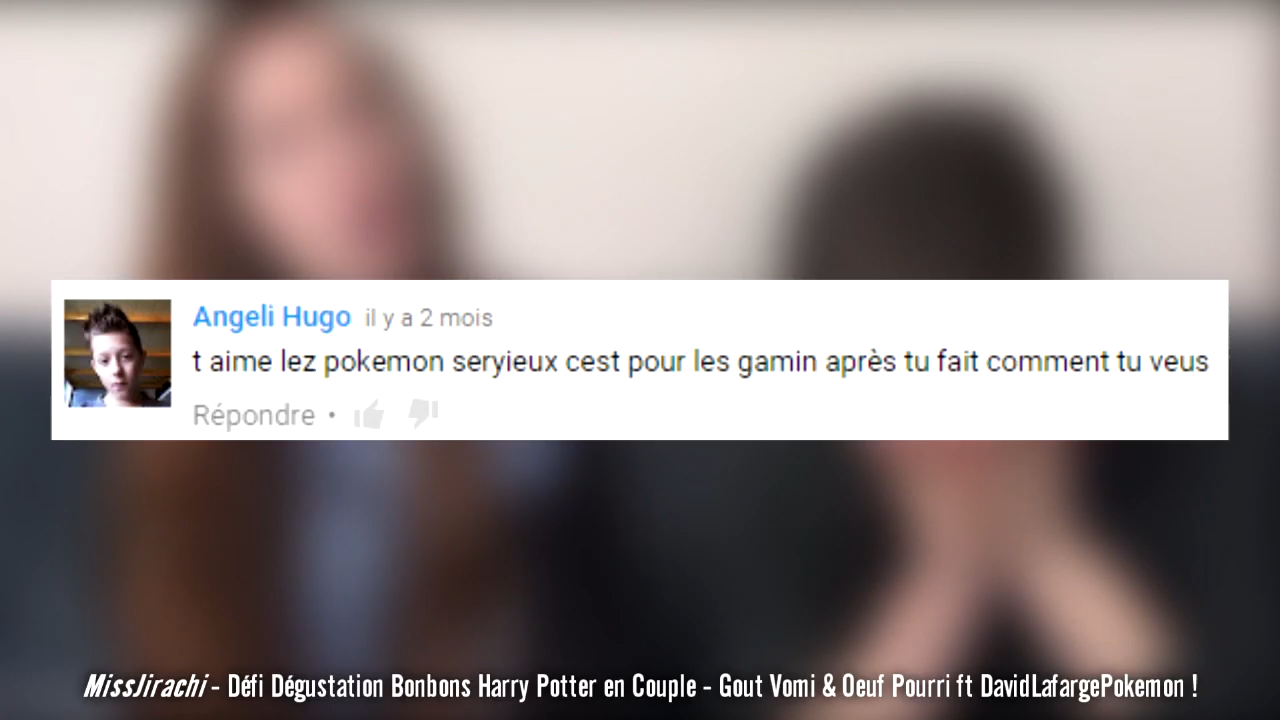 Angeli Hugo il y a 2 mois
t aime lez pokemon seryieux cest pour les gamin après tu fait comment tu veus
Répondre •
MissJirachi - Défi Dégustation Bonbons Harry Potter en Couple - Gout Vomi & Oeuf Pourri ft DavidLafargePokemon !